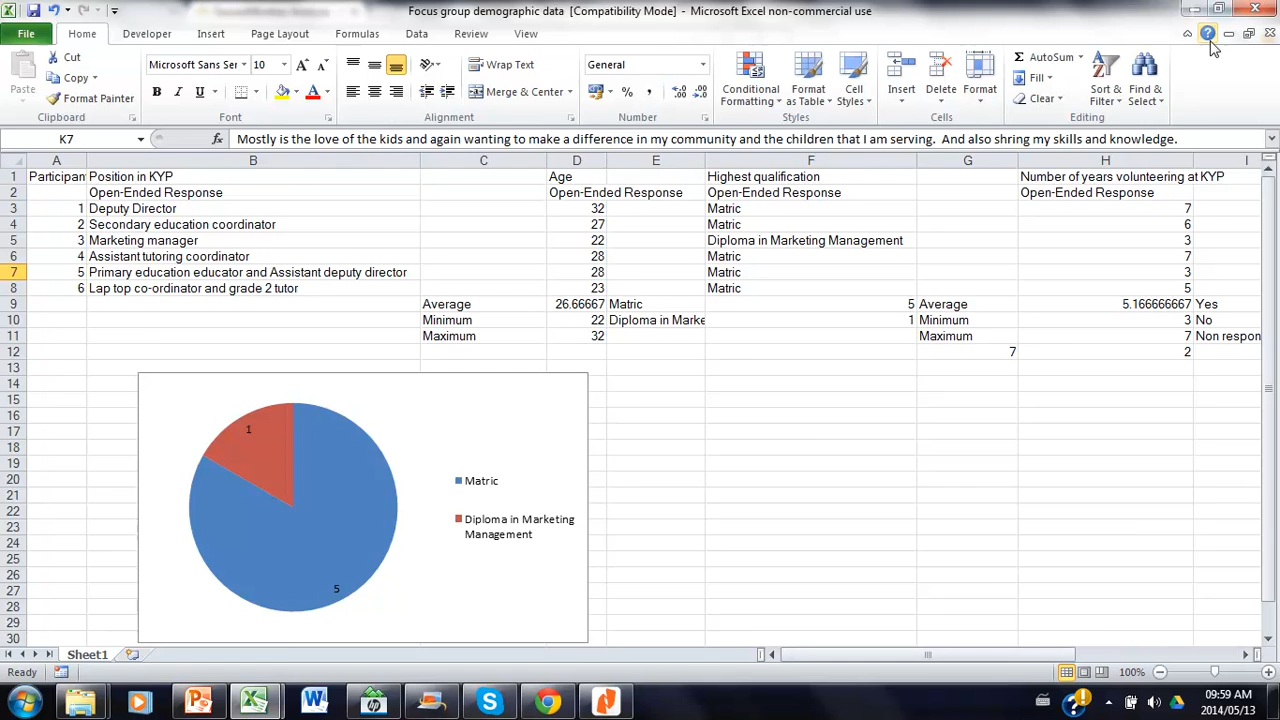 Focus group demographic data [Compatibility Mode] - Microsoft Excel non-commercial use
File Home Developer Insert Page Layout Formulas Data Review View
Paste Cut Copy Format Painter Clipboard
Microsoft Sans Ser 10 B I U A A A Font
Wrap Text Merge & Center Alignment
General % , Number
Conditional Formatting Format as Table Cell Styles Styles
Insert Delete Format Cells
Σ AutoSum Fill Clear Sort & Filter Find & Select Editing
K7 fx Mostly is the love of the kids and again wanting to make a difference in my community and the children that I am serving. And also shring my skills and knowledge.
A B C D E F G H I
1 Participant Position in KYP Age Highest qualification Number of years volunteering at KYP
2 Open-Ended Response Open-Ended Response Open-Ended Response Open-Ended Response
3 1 Deputy Director 32 Matric 7
4 2 Secondary education coordinator 27 Matric 6
5 3 Marketing manager 22 Diploma in Marketing Management 3
6 4 Assistant tutoring coordinator 28 Matric 7
7 5 Primary education educator and Assistant deputy director 28 Matric 3
8 6 Lap top co-ordinator and grade 2 tutor 23 Matric 5
9 Average 26.66667 Matric 5 Average 5.166666667 Yes
10 Minimum 22 Diploma in Marke 1 Minimum 3 No
11 Maximum 32 Maximum 7 Non respon
12 7 2
13
14
15
16
17
18
19
20
21
22
23
24
25
26
27
28
29
30
1
5
Matric
Diploma in Marketing
Management
Sheet1
Ready 100%
09:59 AM
2014/05/13